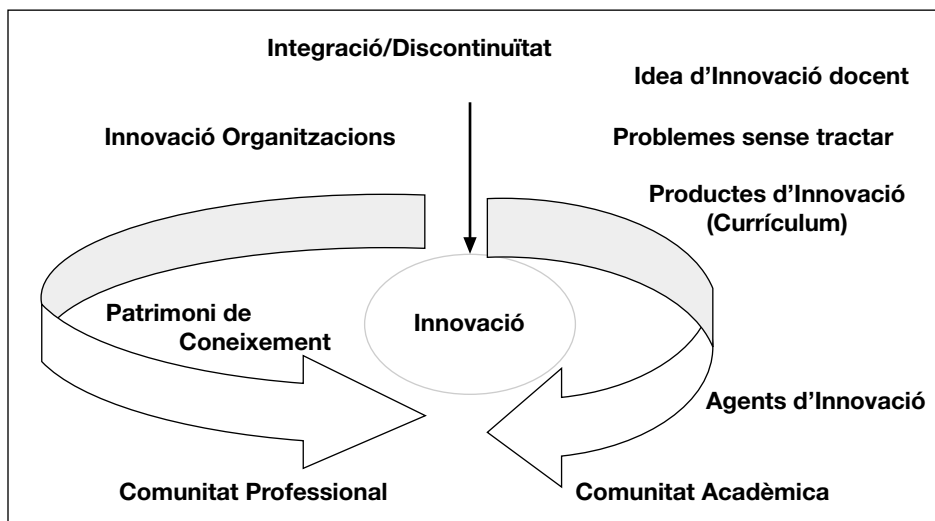 Integració/Discontinuïtat
Idea d’Innovació docent
Innovació Organitzacions
Problemes sense tractar
Productes d’Innovació
(Currículum)
Patrimoni de
Coneixement
Innovació
Agents d’Innovació
Comunitat Professional
Comunitat Acadèmica